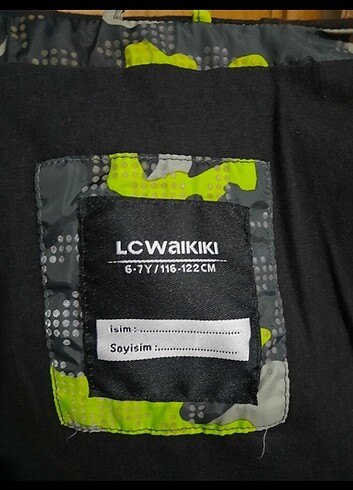 LCWAIKIKI
6-7Y/116-122CM
isim :..............................
Soyisim :........................